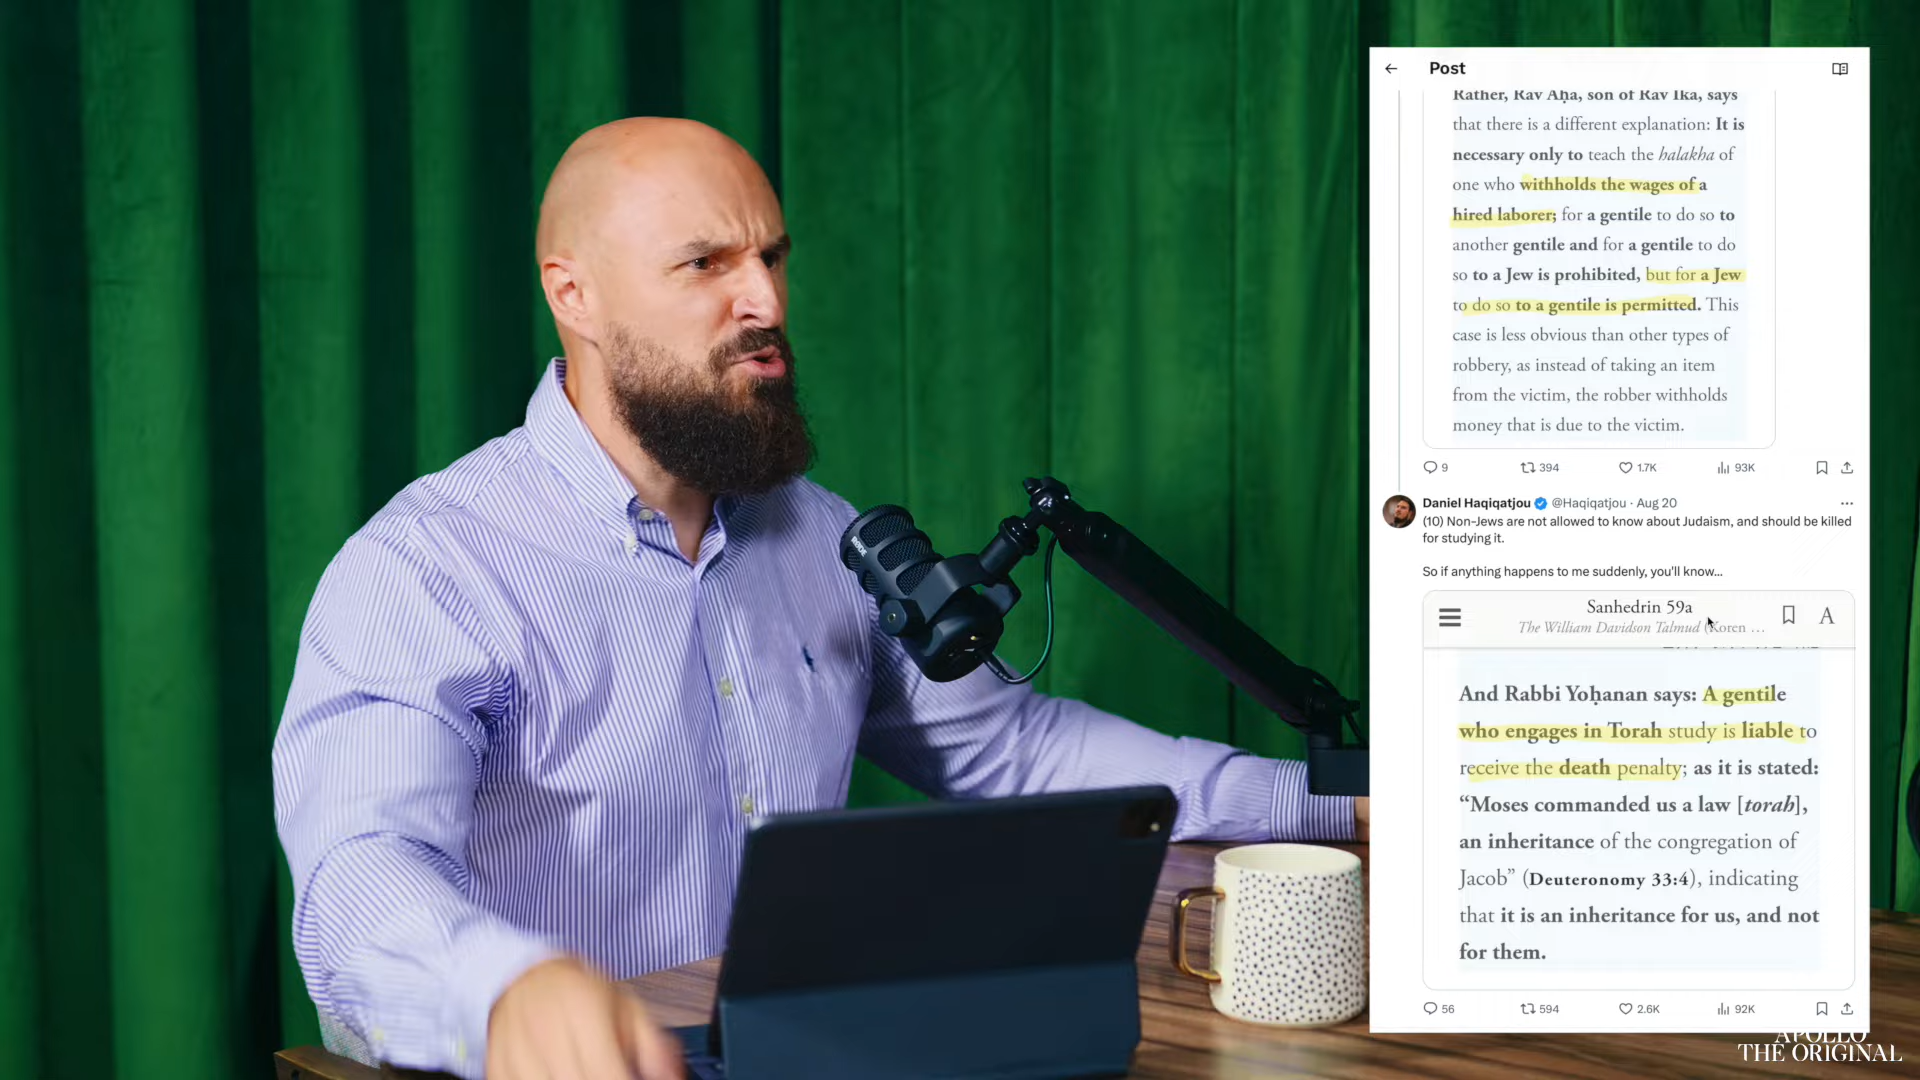 Post
Rather, Rav Aḥa, son of Rav Ika, says
that there is a different explanation: It is
necessary only to teach the halakha of
one who withholds the wages of a
hired laborer; for a gentile to do so to
another gentile and for a gentile to do
so to a Jew is prohibited, but for a Jew
to do so to a gentile is permitted. This
case is less obvious than other types of
robbery, as instead of taking an item
from the victim, the robber withholds
money that is due to the victim.
9 394 1.7K 93K
Daniel Haqiqatjou @Haqiqatjou · Aug 20
(10) Non-Jews are not allowed to know about Judaism, and should be killed
for studying it.
So if anything happens to me suddenly, you'll know...
Sanhedrin 59a
The William Davidson Talmud (Koren ...
A
And Rabbi Yoḥanan says: A gentile
who engages in Torah study is liable to
receive the death penalty; as it is stated:
“Moses commanded us a law [torah],
an inheritance of the congregation of
Jacob” (Deuteronomy 33:4), indicating
that it is an inheritance for us, and not
for them.
56 594 2.6K 92K
RODE
APOLLO
THE ORIGINAL